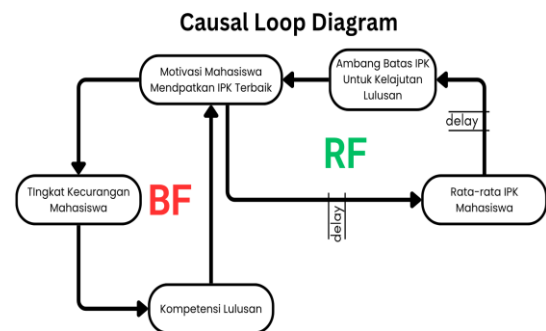 Causal Loop Diagram
Motivasi Mahasiswa
Mendpatkan IPK Terbaik
Ambang Batas IPK
Untuk Kelajutan
Lulusan
delay
RF
TIngkat Kecurangan
Mahasiswa
BF
Rata-rata IPK
Mahasiswa
delay
Kompetensi Lulusan